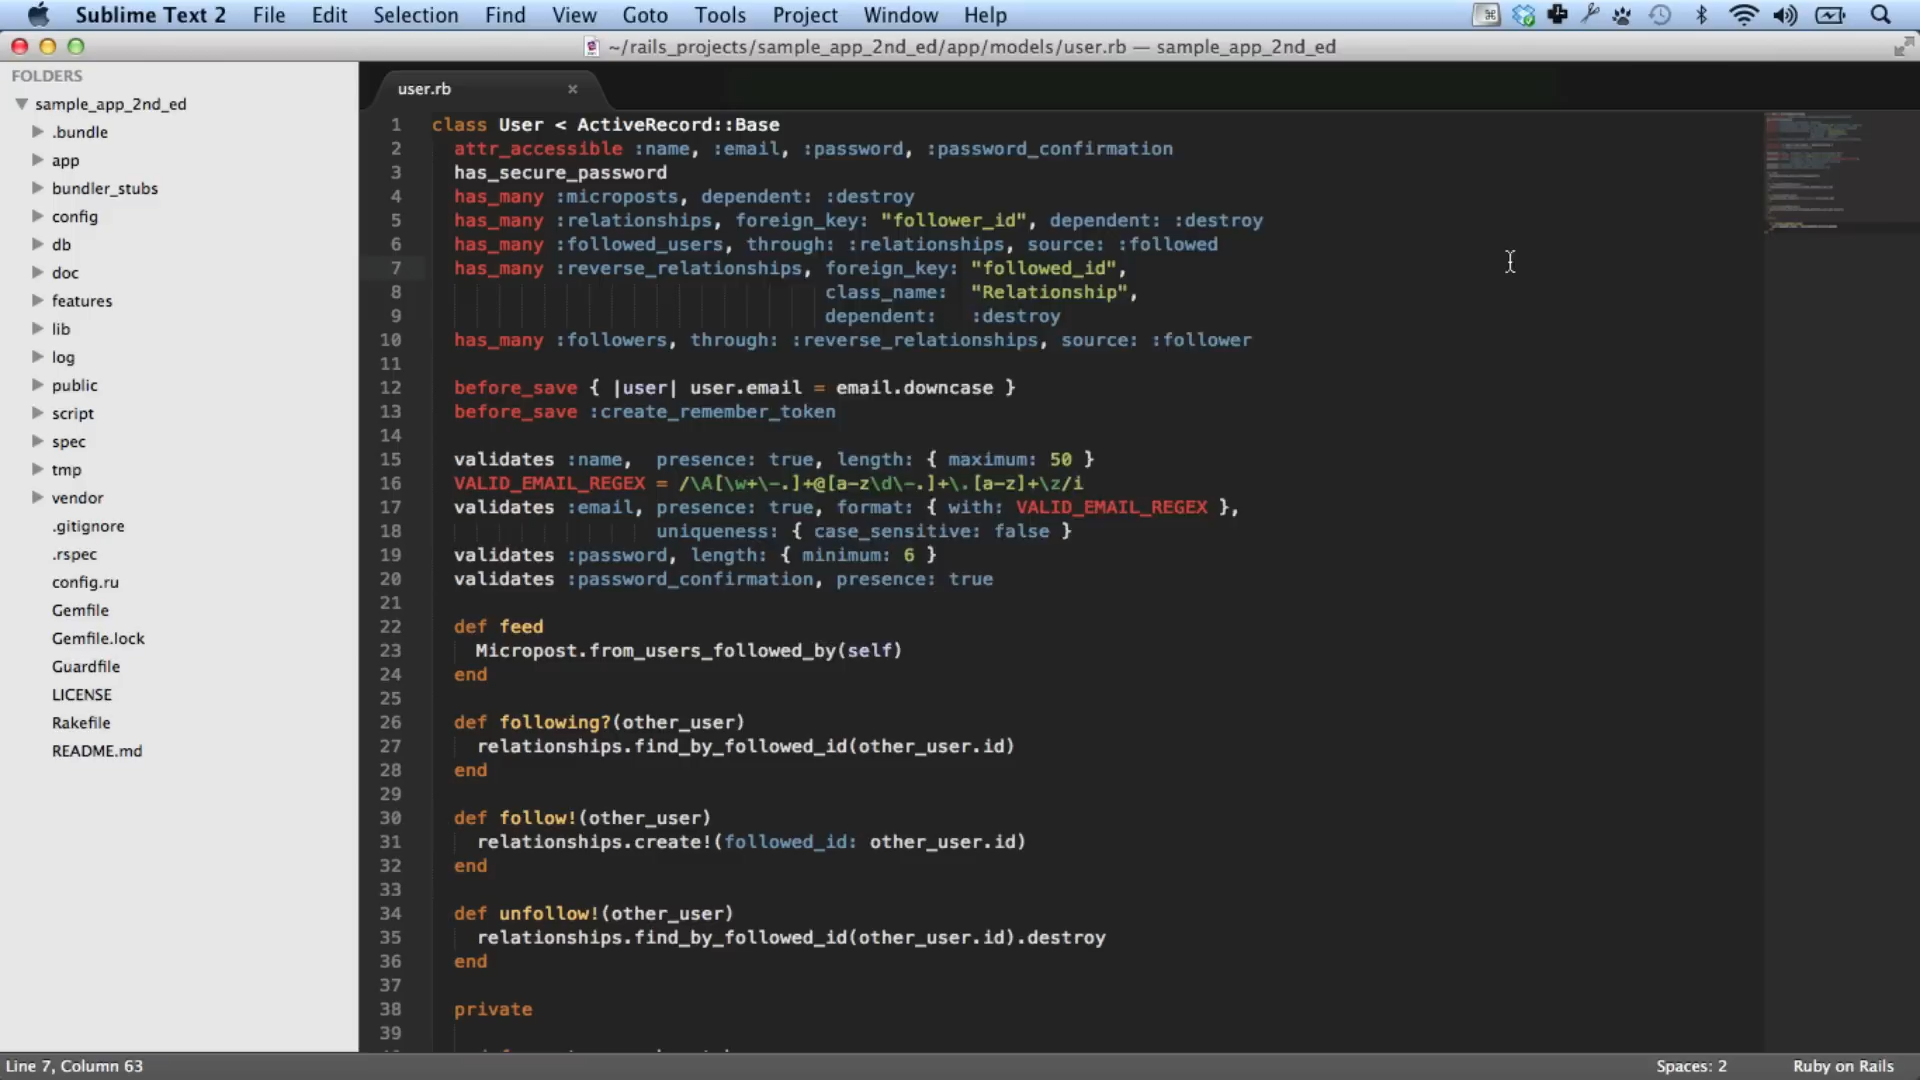 Sublime Text 2 File Edit Selection Find View Goto Tools Project Window Help
~/rails_projects/sample_app_2nd_ed/app/models/user.rb — sample_app_2nd_ed
FOLDERS
sample_app_2nd_ed
.bundle
app
bundler_stubs
config
db
doc
features
lib
log
public
script
spec
tmp
vendor
.gitignore
.rspec
config.ru
Gemfile
Gemfile.lock
Guardfile
LICENSE
Rakefile
README.md
user.rb ×
1 class User < ActiveRecord::Base
2 attr_accessible :name, :email, :password, :password_confirmation
3 has_secure_password
4 has_many :microposts, dependent: :destroy
5 has_many :relationships, foreign_key: "follower_id", dependent: :destroy
6 has_many :followed_users, through: :relationships, source: :followed
7 has_many :reverse_relationships, foreign_key: "followed_id",
8 class_name: "Relationship",
9 dependent: :destroy
10 has_many :followers, through: :reverse_relationships, source: :follower
11
12 before_save { |user| user.email = email.downcase }
13 before_save :create_remember_token
14
15 validates :name, presence: true, length: { maximum: 50 }
16 VALID_EMAIL_REGEX = /\A[\w+\-.]+@[a-z\d\-.]+\.[a-z]+\z/i
17 validates :email, presence: true, format: { with: VALID_EMAIL_REGEX },
18 uniqueness: { case_sensitive: false }
19 validates :password, length: { minimum: 6 }
20 validates :password_confirmation, presence: true
21
22 def feed
23 Micropost.from_users_followed_by(self)
24 end
25
26 def following?(other_user)
27 relationships.find_by_followed_id(other_user.id)
28 end
29
30 def follow!(other_user)
31 relationships.create!(followed_id: other_user.id)
32 end
33
34 def unfollow!(other_user)
35 relationships.find_by_followed_id(other_user.id).destroy
36 end
37
38 private
39
Line 7, Column 63 Spaces: 2 Ruby on Rails